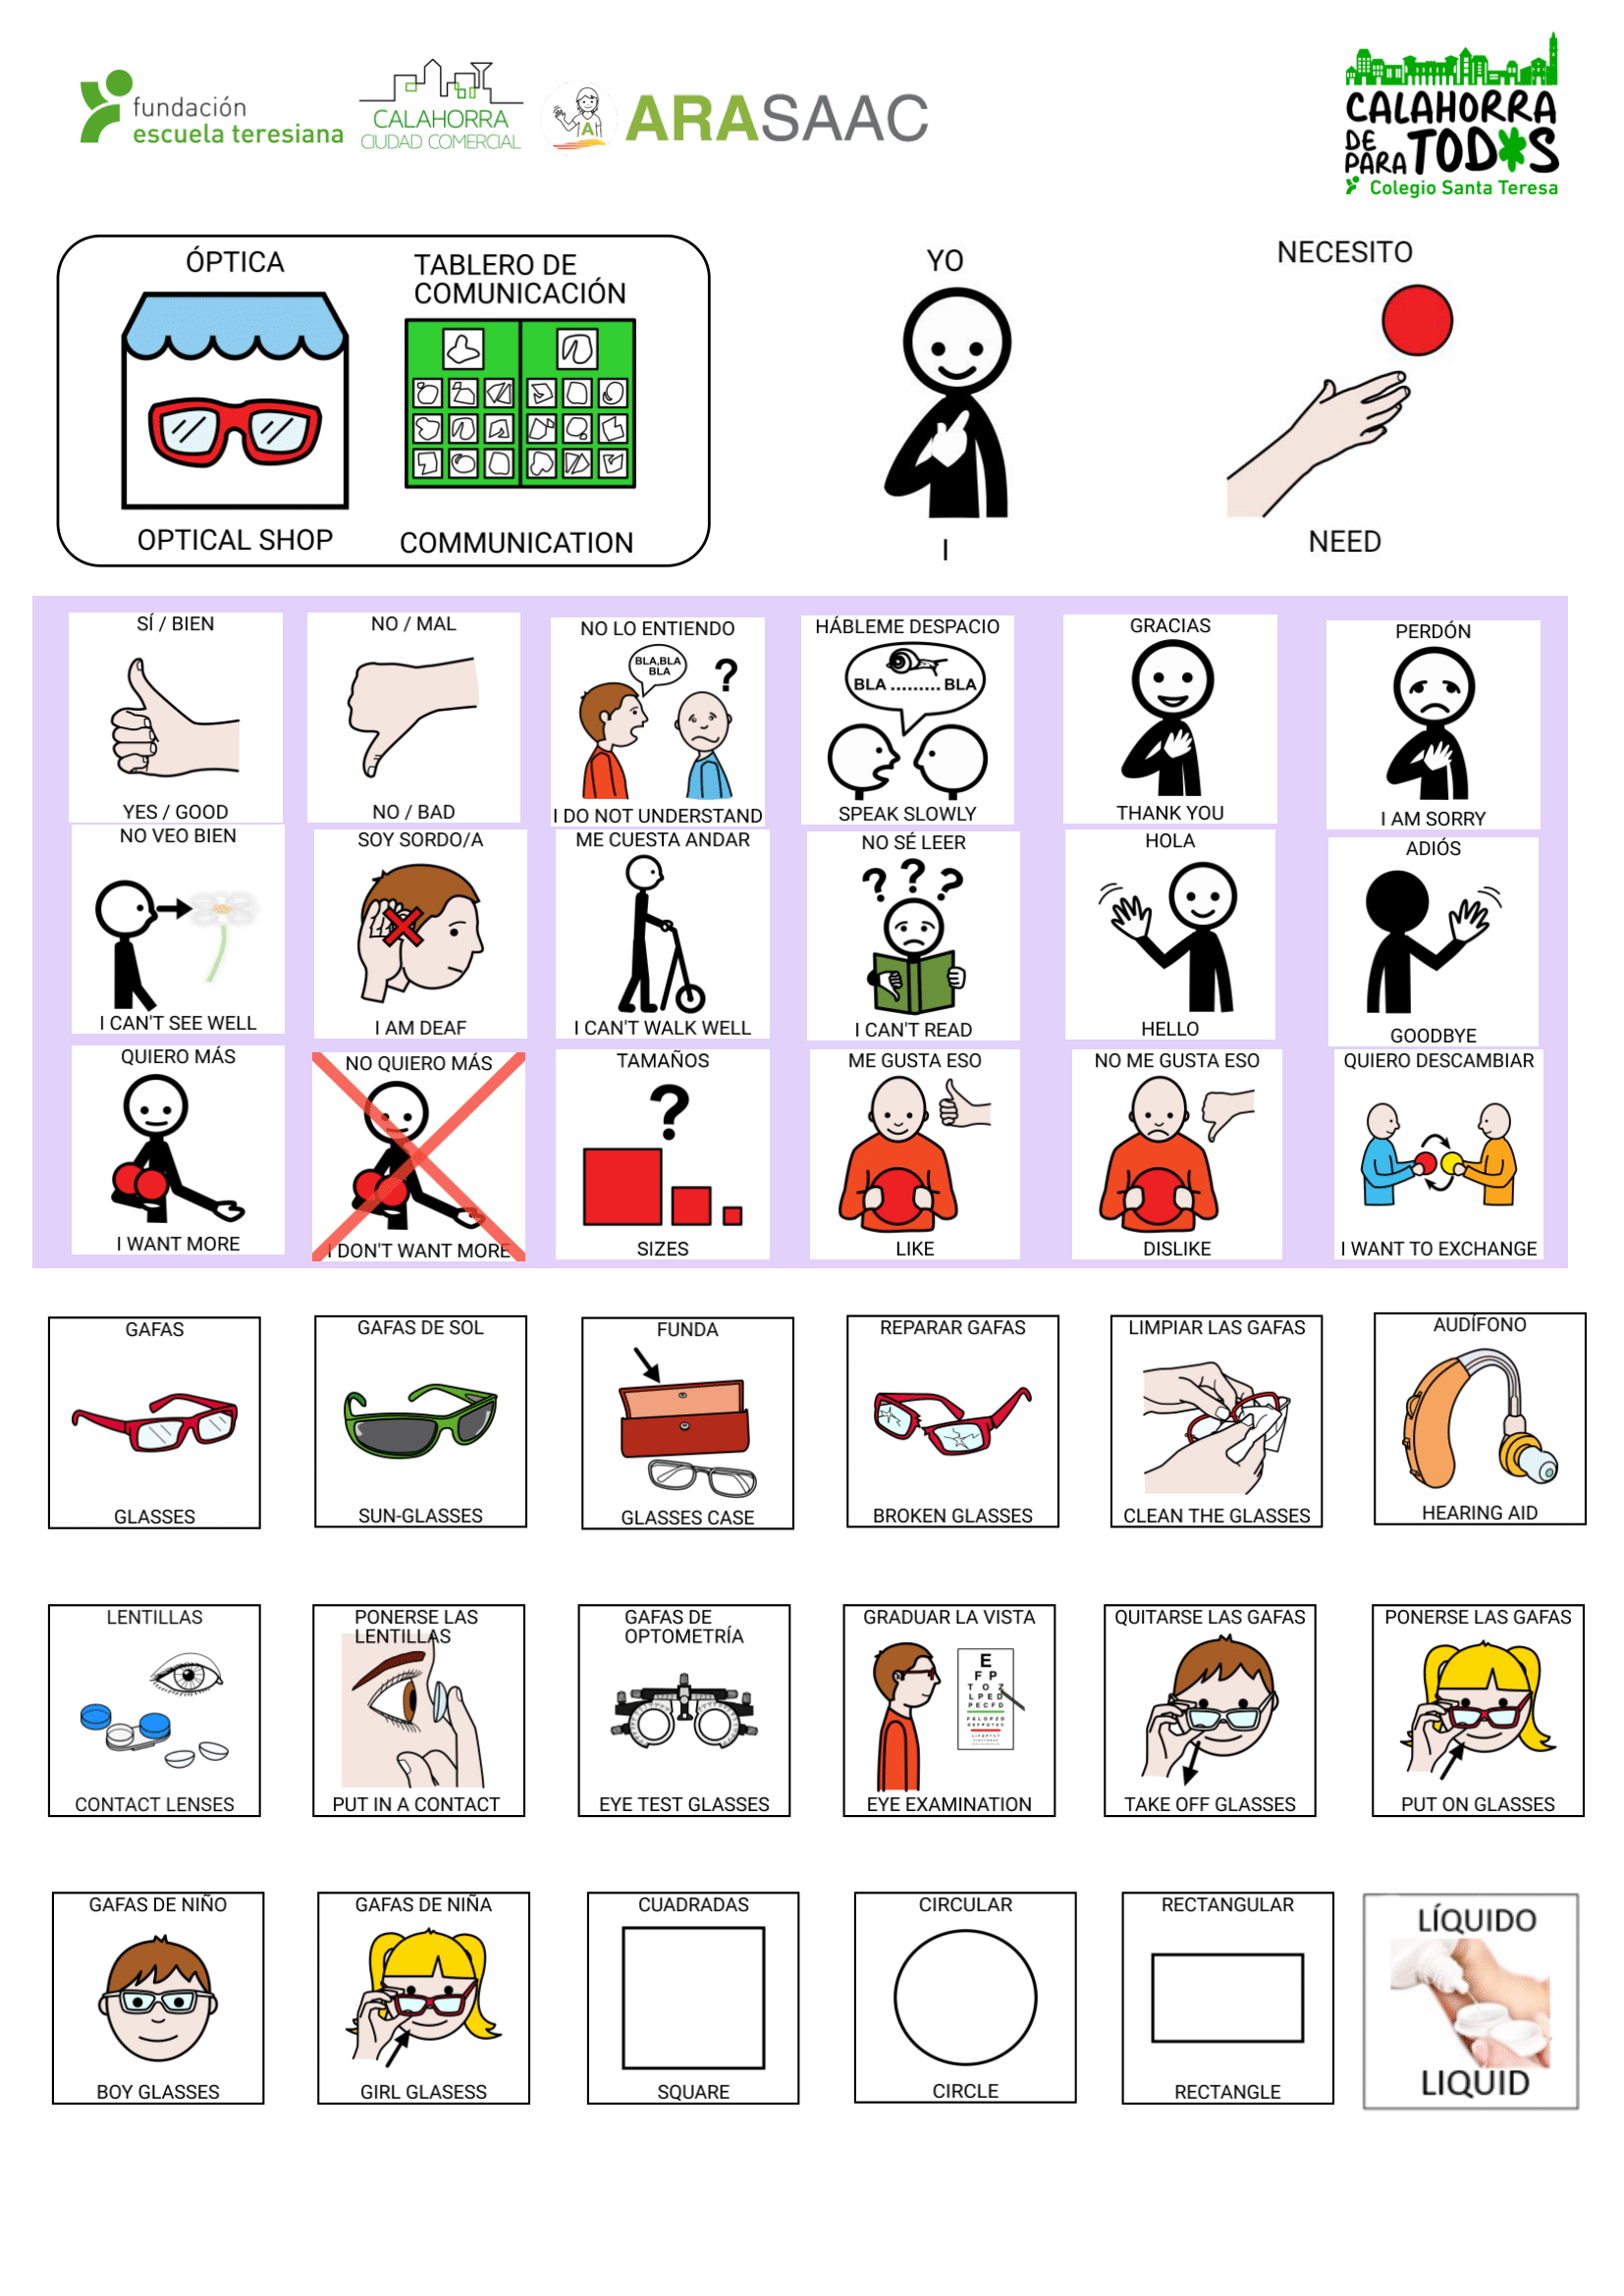 fundación
escuela teresiana
CALAHORRA
CIUDAD COMERCIAL
A
ARASAAC
CALAHORRA
DE
PARA TOD*S
Colegio Santa Teresa
ÓPTICA
TABLERO DE
COMUNICACIÓN
OPTICAL SHOP
COMMUNICATION
YO
I
NECESITO
NEED
SÍ / BIEN
YES / GOOD
NO / MAL
NO / BAD
NO LO ENTIENDO
BLA,BLA
BLA
?
I DO NOT UNDERSTAND
HÁBLEME DESPACIO
BLA ......... BLA
SPEAK SLOWLY
GRACIAS
THANK YOU
PERDÓN
I AM SORRY
NO VEO BIEN
I CAN'T SEE WELL
SOY SORDO/A
I AM DEAF
ME CUESTA ANDAR
I CAN'T WALK WELL
NO SÉ LEER
? ? ?
I CAN'T READ
HOLA
HELLO
ADIÓS
GOODBYE
QUIERO MÁS
I WANT MORE
NO QUIERO MÁS
I DON'T WANT MORE
TAMAÑOS
?
SIZES
ME GUSTA ESO
LIKE
NO ME GUSTA ESO
DISLIKE
QUIERO DESCAMBIAR
I WANT TO EXCHANGE
GAFAS
GLASSES
GAFAS DE SOL
SUN-GLASSES
FUNDA
GLASSES CASE
REPARAR GAFAS
BROKEN GLASSES
LIMPIAR LAS GAFAS
CLEAN THE GLASSES
AUDÍFONO
HEARING AID
LENTILLAS
CONTACT LENSES
PONERSE LAS
LENTILLAS
PUT IN A CONTACT
GAFAS DE
OPTOMETRÍA
EYE TEST GLASSES
GRADUAR LA VISTA
E
F P
T O Z
L P E D
P E C F D
EYE EXAMINATION
QUITARSE LAS GAFAS
TAKE OFF GLASSES
PONERSE LAS GAFAS
PUT ON GLASSES
GAFAS DE NIÑO
BOY GLASSES
GAFAS DE NIÑA
GIRL GLASESS
CUADRADAS
SQUARE
CIRCULAR
CIRCLE
RECTANGULAR
RECTANGLE
LÍQUIDO
LIQUID